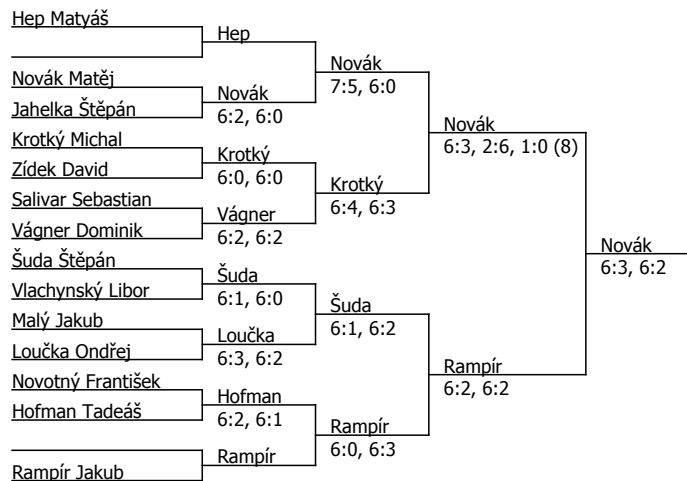 Hep Matyáš
Novák Matěj
Jahelka Štěpán
Krotký Michal
Zídek David
Salivar Sebastian
Vágner Dominik
Šuda Štěpán
Vlachynský Libor
Malý Jakub
Loučka Ondřej
Novotný František
Hofman Tadeáš
Rampír Jakub
Hep
Novák
6:2, 6:0
Krotký
6:0, 6:0
Vágner
6:2, 6:2
Šuda
6:1, 6:0
Loučka
6:3, 6:2
Hofman
6:2, 6:1
Rampír
Novák
7:5, 6:0
Krotký
6:4, 6:3
Šuda
6:1, 6:2
Rampír
6:0, 6:3
Novák
6:3, 2:6, 1:0 (8)
Rampír
6:2, 6:2
Novák
6:3, 6:2